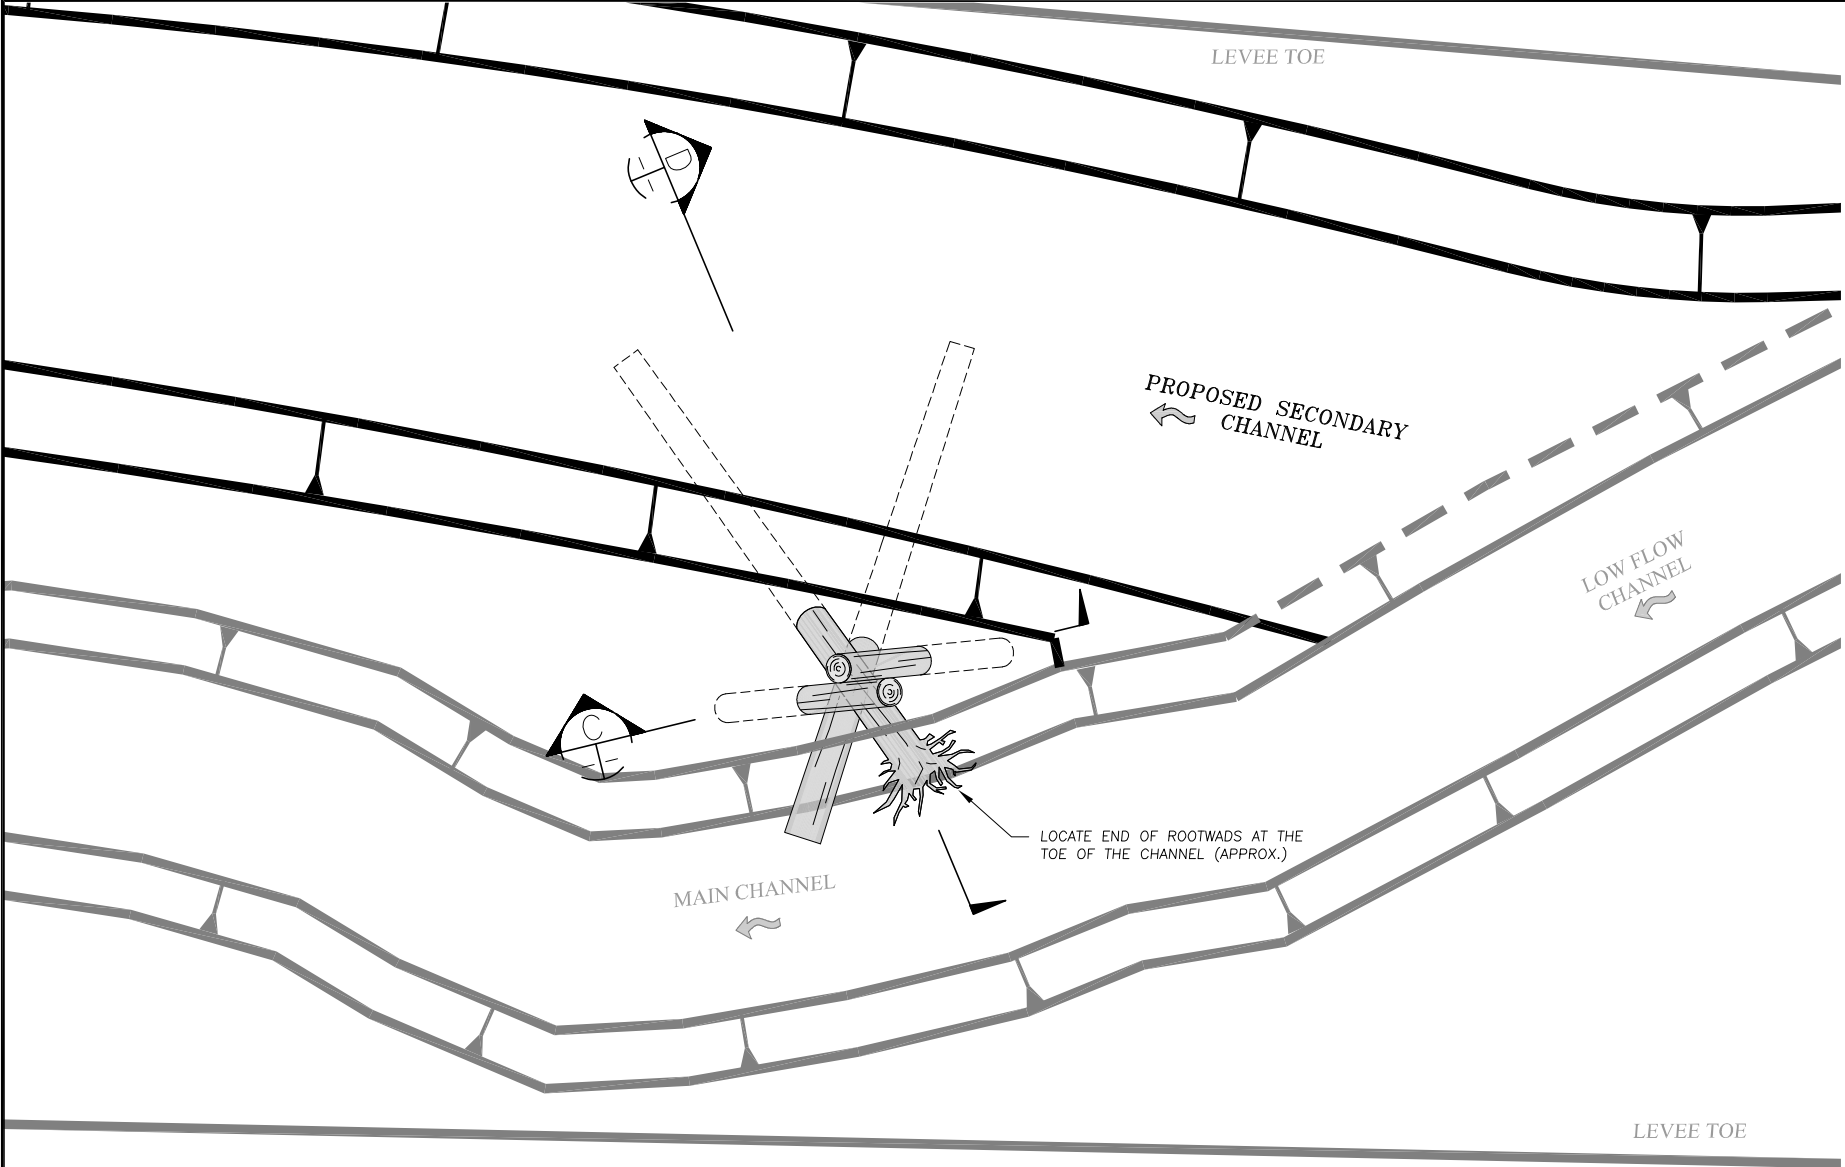 LEVEE TOE
D
PROPOSED SECONDARY
CHANNEL
LOW FLOW
CHANNEL
C
LOCATE END OF ROOTWADS AT THE
TOE OF THE CHANNEL (APPROX.)
MAIN CHANNEL
LEVEE TOE